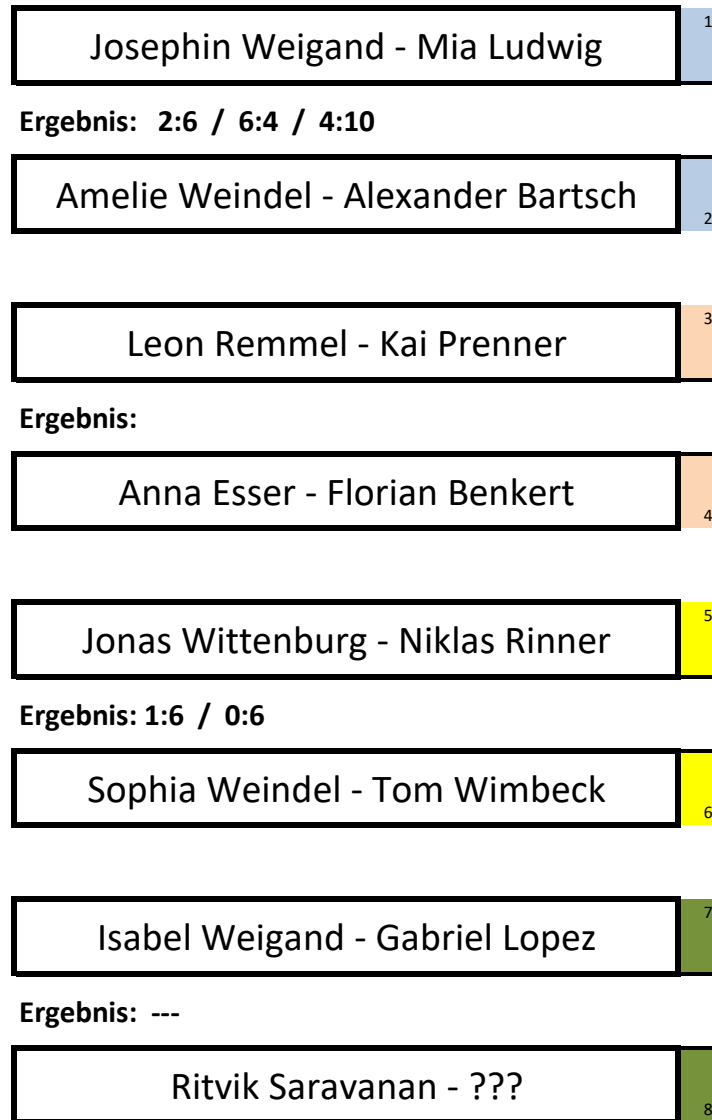 Josephin Weigand - Mia Ludwig 1
Ergebnis: 2:6 / 6:4 / 4:10
Amelie Weindel - Alexander Bartsch 2
Leon Remmel - Kai Prenner 3
Ergebnis:
Anna Esser - Florian Benkert 4
Jonas Wittenburg - Niklas Rinner 5
Ergebnis: 1:6 / 0:6
Sophia Weindel - Tom Wimbeck 6
Isabel Weigand - Gabriel Lopez 7
Ergebnis: ---
Ritvik Saravanan - ??? 8